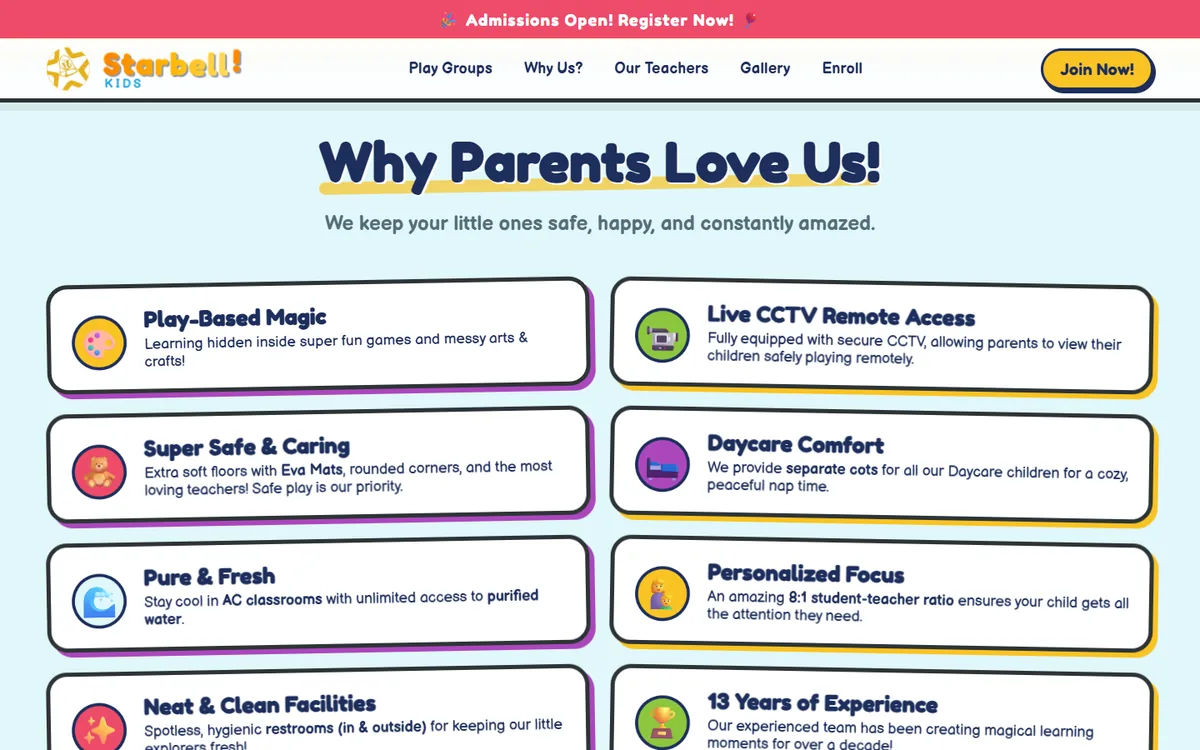 🎉 Admissions Open! Register Now! 🎈
Starbell!
KIDS
Play Groups
Why Us?
Our Teachers
Gallery
Enroll
Join Now!
Why Parents Love Us!
We keep your little ones safe, happy, and constantly amazed.
Play-Based Magic
Learning hidden inside super fun games and messy arts &
crafts!
Live CCTV Remote Access
Fully equipped with secure CCTV, allowing parents to view their
children safely playing remotely.
Super Safe & Caring
Extra soft floors with Eva Mats, rounded corners, and the most
loving teachers! Safe play is our priority.
Daycare Comfort
We provide separate cots for all our Daycare children for a cozy,
peaceful nap time.
Pure & Fresh
Stay cool in AC classrooms with unlimited access to purified
water.
Personalized Focus
An amazing 8:1 student-teacher ratio ensures your child gets all
the attention they need.
Neat & Clean Facilities
Spotless, hygienic restrooms (in & outside) for keeping our little
explorers fresh!
13 Years of Experience
Our experienced team has been creating magical learning
moments for over a decade!